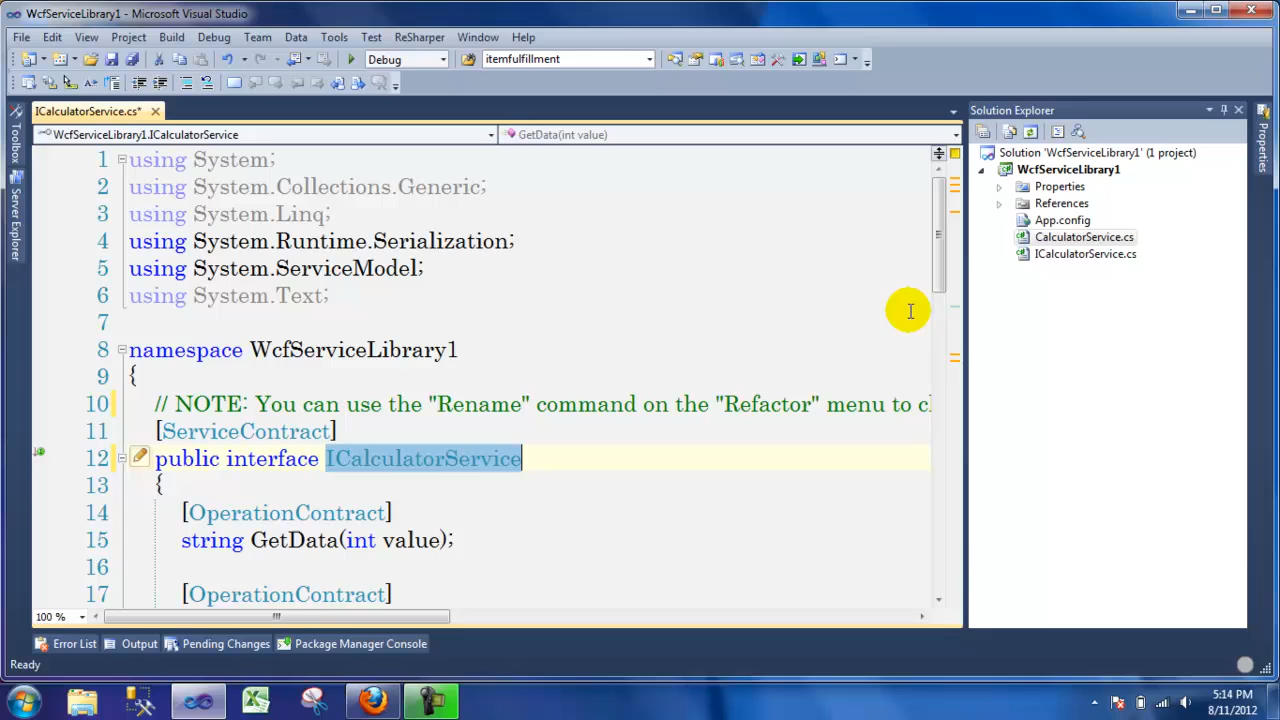 WcfServiceLibrary1 - Microsoft Visual Studio
File Edit View Project Build Debug Team Data Tools Test ReSharper Window Help
Debug itemfulfillment
ICalculatorService.cs*
WcfServiceLibrary1.ICalculatorService GetData(int value)
1 using System;
2 using System.Collections.Generic;
3 using System.Linq;
4 using System.Runtime.Serialization;
5 using System.ServiceModel;
6 using System.Text;
7
8 namespace WcfServiceLibrary1
9 {
10 // NOTE: You can use the "Rename" command on the "Refactor" menu to
11 [ServiceContract]
12 public interface ICalculatorService
13 {
14 [OperationContract]
15 string GetData(int value);
16
17 [OperationContract]
100 %
Toolbox
Server Explorer
Solution Explorer
Solution 'WcfServiceLibrary1' (1 project)
WcfServiceLibrary1
Properties
References
App.config
CalculatorService.cs
ICalculatorService.cs
Properties
Error List Output Pending Changes Package Manager Console
Ready
5:14 PM
8/11/2012